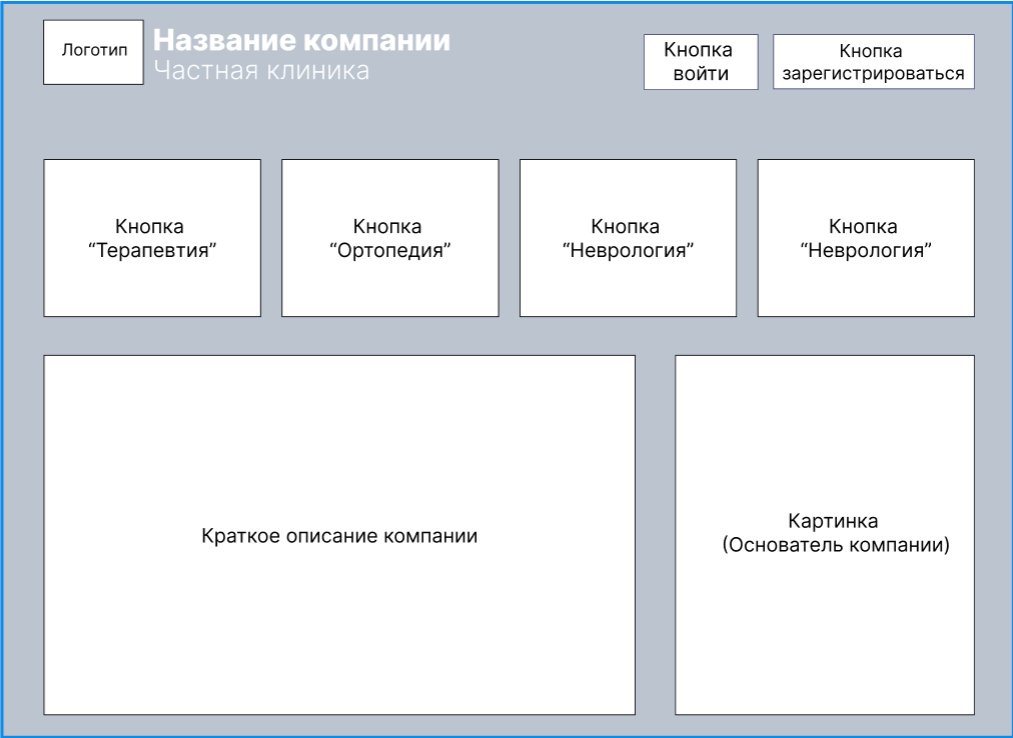 Логотип
Название компании
Частная клиника
Кнопка
войти
Кнопка
зарегистрироваться
Кнопка
“Терапевтия”
Кнопка
“Ортопедия”
Кнопка
“Неврология”
Кнопка
“Неврология”
Краткое описание компании
Картинка
(Основатель компании)